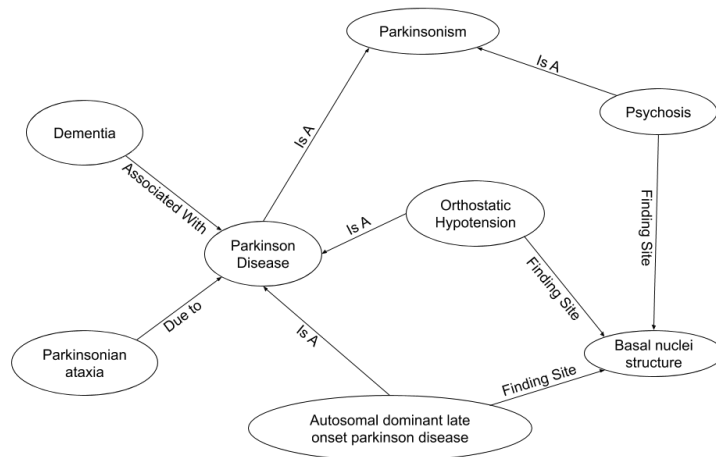 Parkinsonism
Is A
Psychosis
Dementia
Is A
Associated With
Orthostatic
Hypotension
Finding Site
Is A
Parkinson
Disease
Finding Site
Due to
Is A
Parkinsonian
ataxia
Basal nuclei
structure
Finding Site
Autosomal dominant late
onset parkinson disease